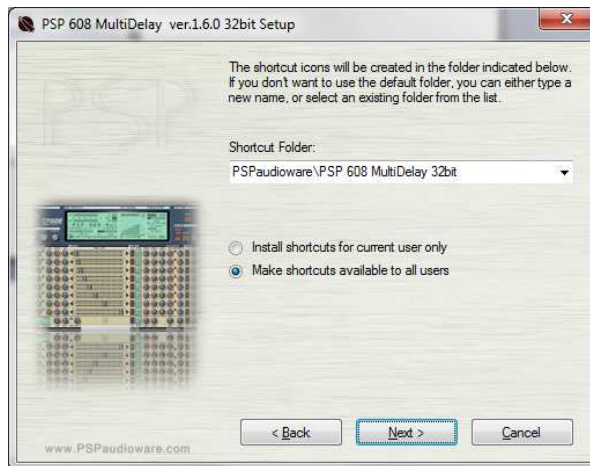 PSP 608 MultiDelay ver.1.6.0 32bit Setup
PSP
The shortcut icons will be created in the folder indicated below.
If you don't want to use the default folder, you can either type a
new name, or select an existing folder from the list.
Shortcut Folder:
PSPaudioware\PSP 608 MultiDelay 32bit
Install shortcuts for current user only
Make shortcuts available to all users
www.PSPaudioware.com
< Back
Next >
Cancel